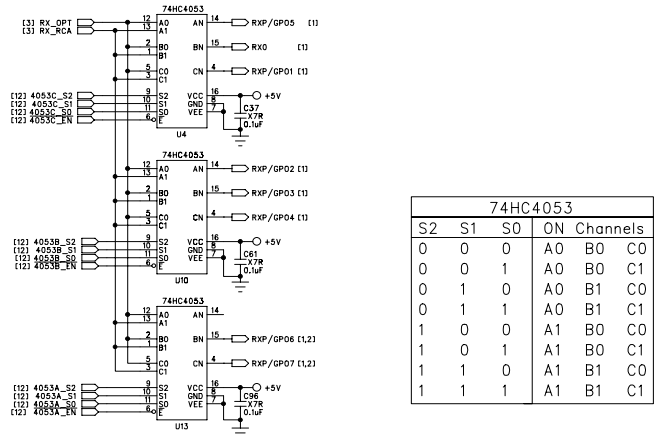 74HC4053
[3] RX_OPT 12 A0 AN 14 RXP/GPO5 [1]
[3] RX_RCA 13 A1
2 B0 BN 15 RX0 [1]
1 B1
5 C0 CN 4 RXP/GPO1 [1]
3 C1
[12] 4053C_S2 9 S2 VCC 16 +5V
[12] 4053C_S1 10 S1 GND 8 C37
[12] 4053C_S0 11 S0 VEE 7 X7R
[12] 4053C_EN 6 E 0.1uF
U4
74HC4053
12 A0 AN 14 RXP/GPO2 [1]
13 A1
2 B0 BN 15 RXP/GPO3 [1]
1 B1
5 C0 CN 4 RXP/GPO4 [1]
3 C1
[12] 4053B_S2 9 S2 VCC 16 +5V
[12] 4053B_S1 10 S1 GND 8 C61
[12] 4053B_S0 11 S0 VEE 7 X7R
[12] 4053B_EN 6 E 0.1uF
U10
74HC4053
12 A0 AN 14
13 A1
2 B0 BN 15 RXP/GPO6 [1,2]
1 B1
5 C0 CN 4 RXP/GPO7 [1,2]
3 C1
[12] 4053A_S2 9 S2 VCC 16 +5V
[12] 4053A_S1 10 S1 GND 8 C96
[12] 4053A_S0 11 S0 VEE 7 X7R
[12] 4053A_EN 6 E 0.1uF
U13
74HC4053
S2 S1 S0 ON Channels
0 0 0 A0 B0 C0
0 0 1 A0 B0 C1
0 1 0 A0 B1 C0
0 1 1 A0 B1 C1
1 0 0 A1 B0 C0
1 0 1 A1 B0 C1
1 1 0 A1 B1 C0
1 1 1 A1 B1 C1